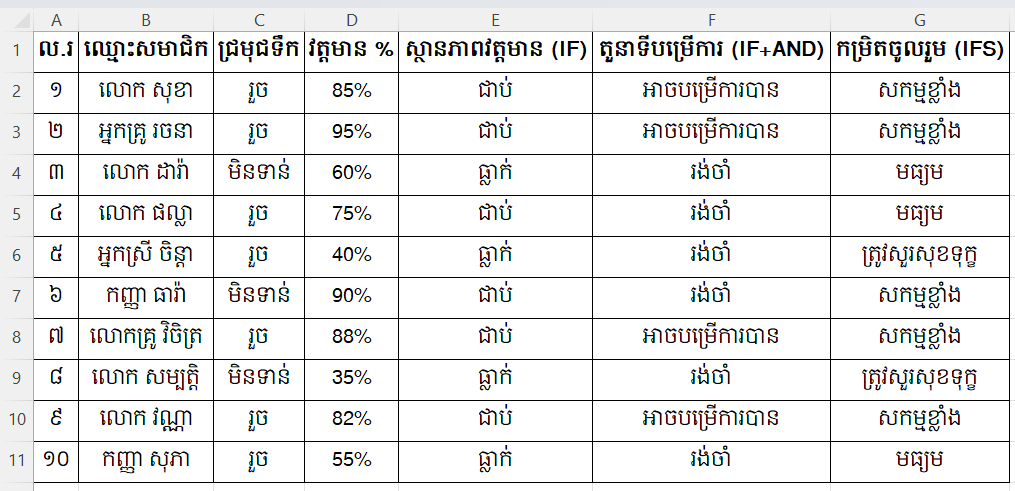 A B C D E F G
1 ល.រ ឈ្មោះសមាជិក ជ្រមុជទឹក វត្តមាន % ស្ថានភាពវត្តមាន (IF) តួនាទីបម្រើការ (IF+AND) កម្រិតចូលរួម (IFS)
2 ១ លោក សុខា រួច 85% ជាប់ អាចបម្រើការបាន សកម្មខ្លាំង
3 ២ អ្នកគ្រូ រចនា រួច 95% ជាប់ អាចបម្រើការបាន សកម្មខ្លាំង
4 ៣ លោក ដារ៉ា មិនទាន់ 60% ធ្លាក់ រង់ចាំ មធ្យម
5 ៤ លោក ផល្លា រួច 75% ជាប់ រង់ចាំ មធ្យម
6 ៥ អ្នកស្រី ចិន្តា រួច 40% ធ្លាក់ រង់ចាំ ត្រូវសួរសុខទុក្ខ
7 ៦ កញ្ញា ធារ៉ា មិនទាន់ 90% ជាប់ រង់ចាំ សកម្មខ្លាំង
8 ៧ លោកគ្រូ វិចិត្រ រួច 88% ជាប់ អាចបម្រើការបាន សកម្មខ្លាំង
9 ៨ លោក សម្បត្តិ មិនទាន់ 35% ធ្លាក់ រង់ចាំ ត្រូវសួរសុខទុក្ខ
10 ៩ លោក វណ្ណា រួច 82% ជាប់ អាចបម្រើការបាន សកម្មខ្លាំង
11 ១០ កញ្ញា សុភា រួច 55% ធ្លាក់ រង់ចាំ មធ្យម